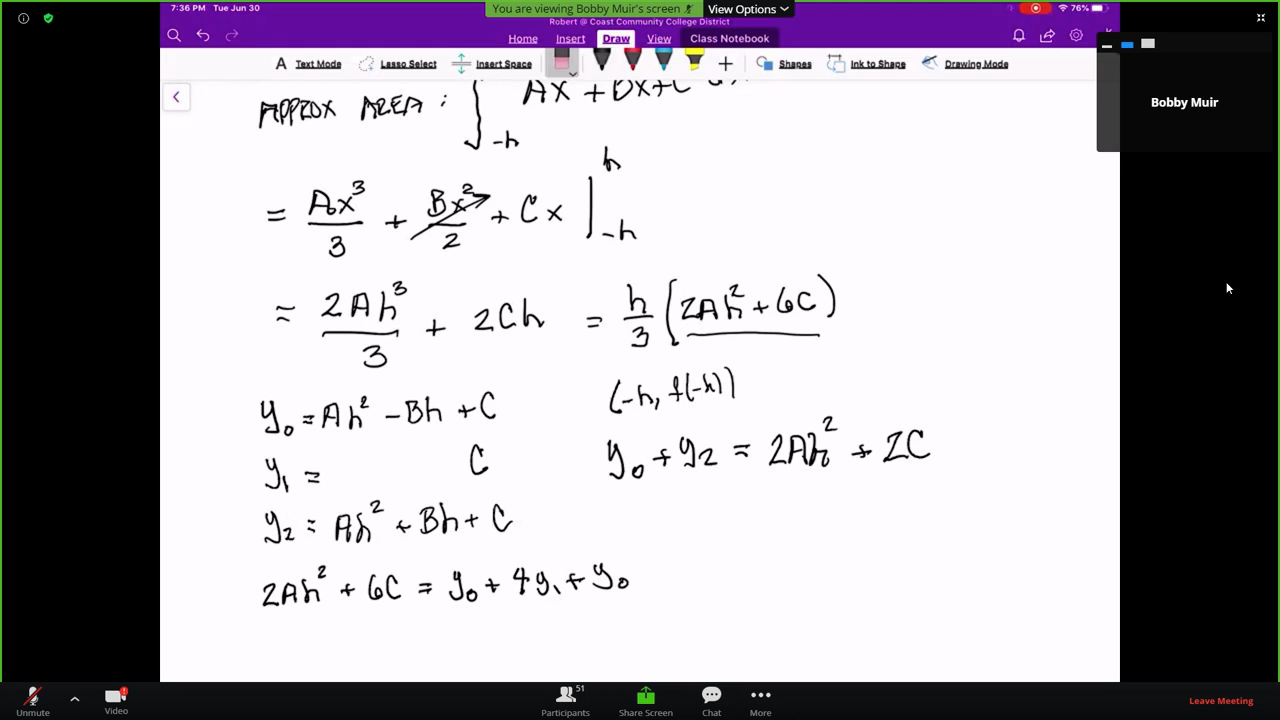 You are viewing Bobby Muir's screen View Options
7:36 PM Tue Jun 30 76%
Robert @ Coast Community College District
Home Insert Draw View Class Notebook
Text Mode Lasso Select Insert Space Shapes Ink to Shape Drawing Mode
Bobby Muir
APPROX AREA : ∫ Ax + Bx + C
-h
= Ax³/3 + Bx²/2 + Cx |
h
-h
= 2Ah³/3 + 2Ch = h/3 (2Ah² + 6C)
y₀ = Ah² - Bh + C (-h, f(-h))
y₁ = C y₀ + y₂ = 2Ah² + 2C
y₂ = Ah² + Bh + C
2Ah² + 6C = y₀ + 4y₁ + y₀
51
Unmute Video Participants Share Screen Chat More Leave Meeting